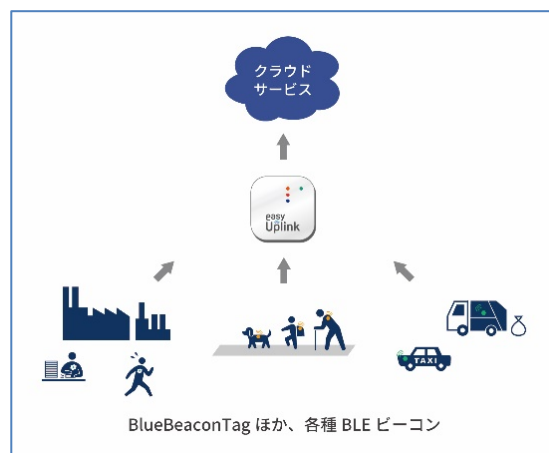 クラウド
サービス
easy
Uplink
TAXI
BlueBeaconTag ほか、各種 BLE ビーコン